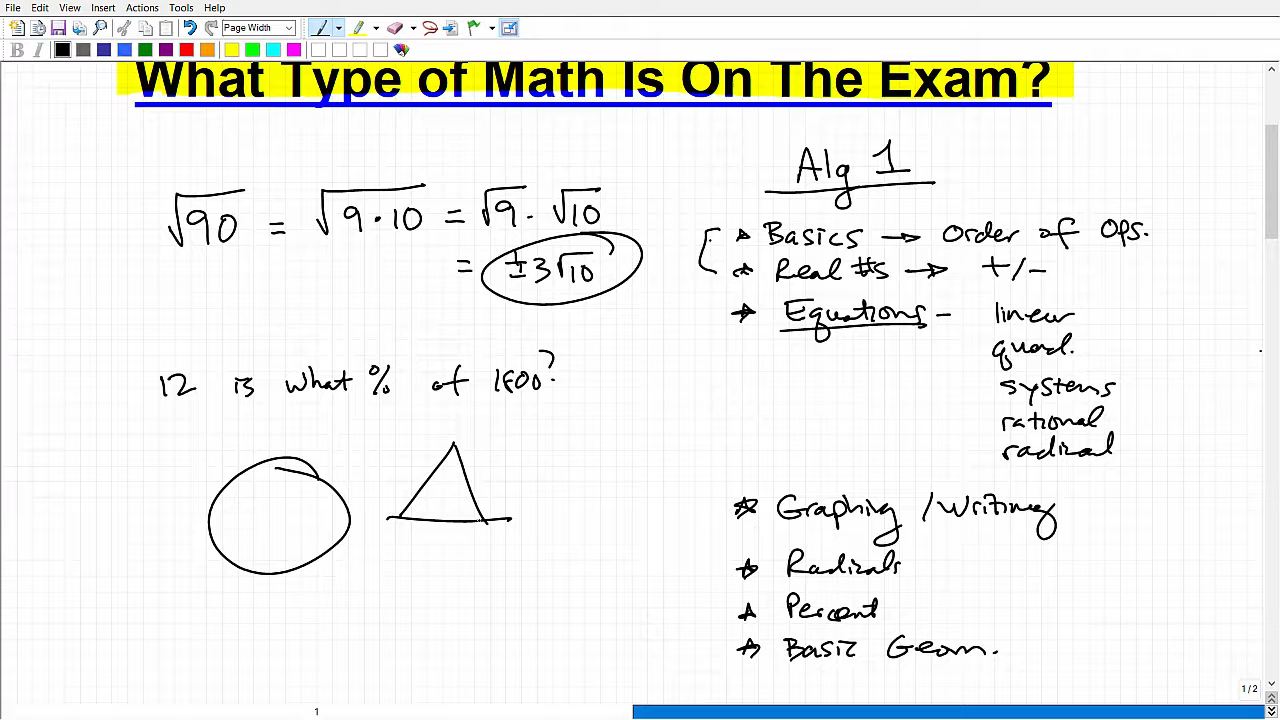 File Edit View Insert Actions Tools Help
Page Width
B I
What Type of Math Is On The Exam?
√90 = √9·10 = √9 · √10
= ±3√10
12 is what % of 1800?
Alg 1
* Basics → Order of Ops.
* Real #s → +/-
* Equations - linear
quad.
systems
rational
radical
* Graphing / Writing
* Radicals
* Percent
* Basic Geom.
1/2
1